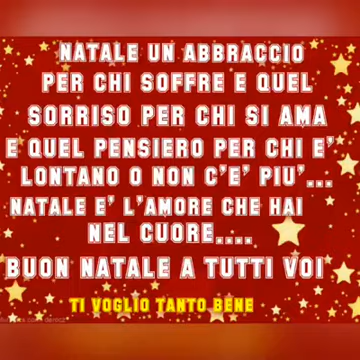 NATALE UN ABBRACCIO
PER CHI SOFFRE E QUEL
SORRISO PER CHI SI AMA
E QUEL PENSIERO PER CHI E'
LONTANO O NON C'E' PIU'...
NATALE E' L'AMORE CHE HAI
NEL CUORE....
BUON NATALE A TUTTI VOI
TI VOGLIO TANTO BENE